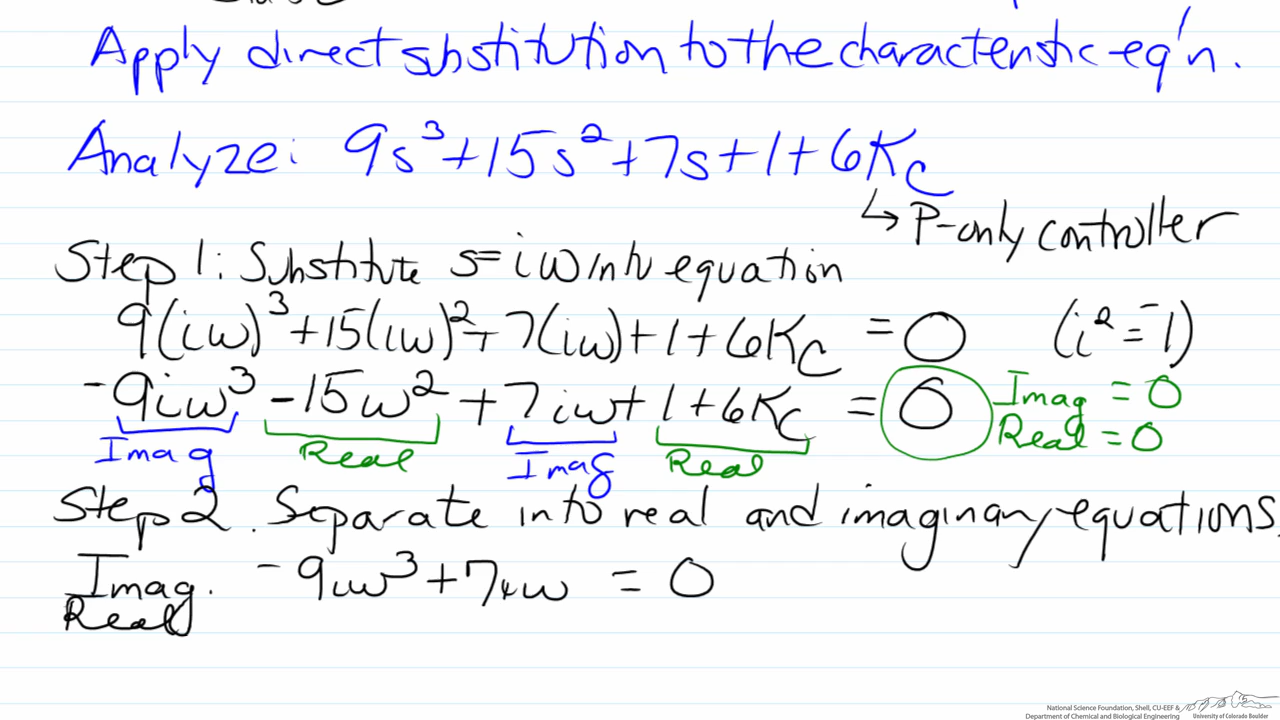 Apply direct substitution to the characteristic eq'n.
Analyze: 9s³+15s²+7s+1+6Kc
↳ P-only controller
Step 1: Substitute s=iω into equation
9(iω)³+15(iω)²+7(iω)+1+6Kc =0 (i²=⁻1)
⁻9iω³ -15ω² +7iω+1+6Kc = 0 Imag = 0
Real = 0
Imag Real Imag Real
Step 2. Separate into real and imaginary equations.
Imag. ⁻9iω³+7iω = 0
Real
National Science Foundation, Shell, CU-EEF &
Department of Chemical and Biological Engineering University of Colorado Boulder